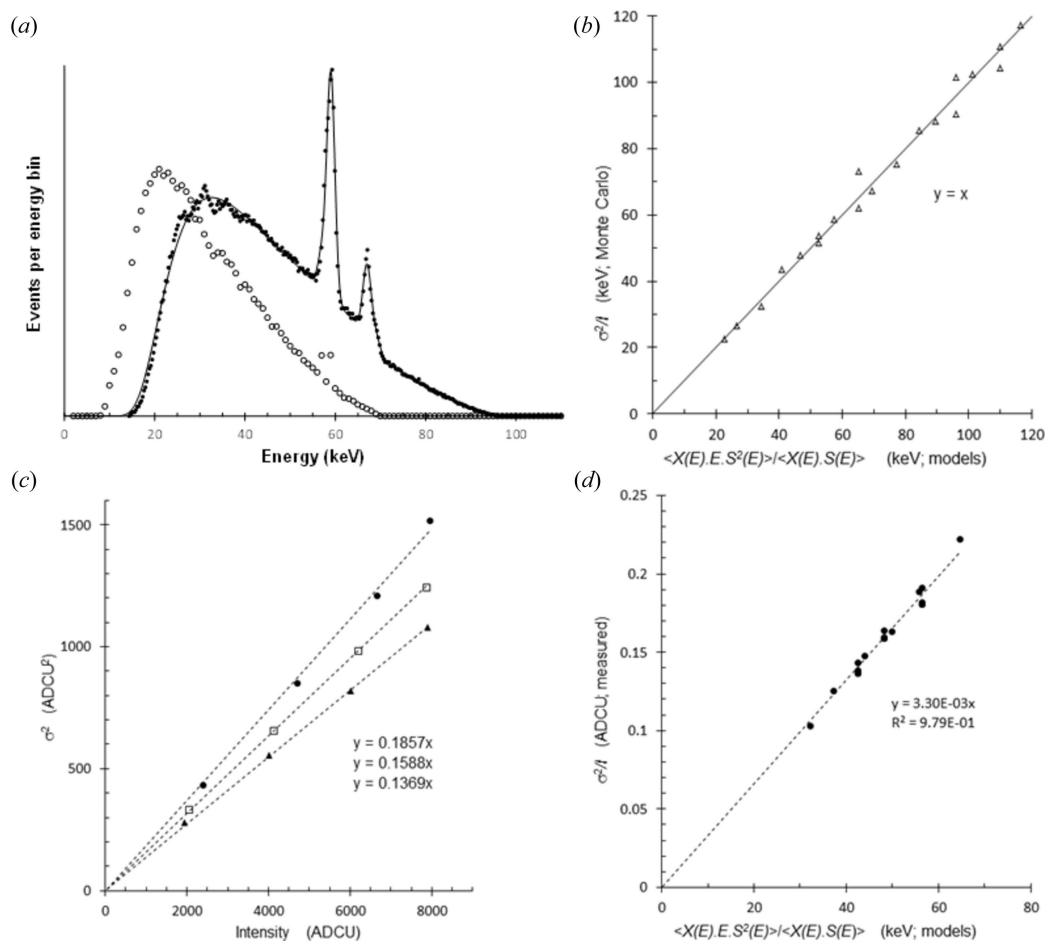 (a)
Events per energy bin
0
20
40
60
80
100
Energy (keV)
(b)
120
100
80
60
40
20
0
σ²/I (keV; Monte Carlo)
y = x
0
20
40
60
80
100
120
<X(E).E.S²(E)>/<X(E).S(E)> (keV; models)
(c)
1500
1000
500
0
σ² (ADCU²)
y = 0.1857x
y = 0.1588x
y = 0.1369x
0
2000
4000
6000
8000
Intensity (ADCU)
(d)
0.25
0.2
0.15
0.1
0.05
0
σ²/I (ADCU; measured)
y = 3.30E-03x
R² = 9.79E-01
0
20
40
60
80
<X(E).E.S²(E)>/<X(E).S(E)> (keV; models)